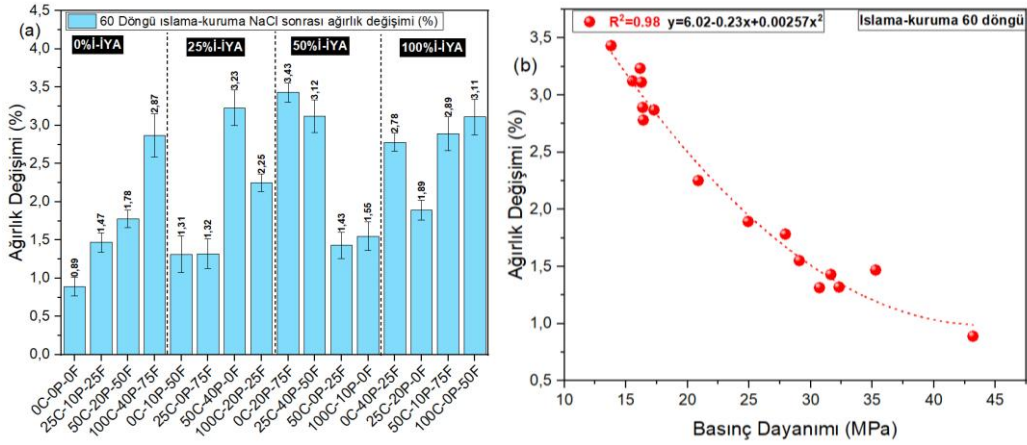 (a)
60 Döngü ıslama-kuruma NaCl sonrası ağırlık değişimi (%)
0%İ-İYA 25%İ-İYA 50%İ-İYA 100%İ-İYA
Ağırlık Değişimi (%)
4,5
4,0
3,5
3,0
2,5
2,0
1,5
1,0
0,5
0,0
0,89
1,47
1,78
2,87
1,31
1,32
3,23
2,25
3,43
3,12
1,43
1,55
2,78
1,89
2,89
3,11
0C-0P-0F
25C-10P-25F
50C-20P-50F
100C-40P-75F
0C-10P-50F
25C-0P-75F
50C-40P-0F
100C-20P-25F
0C-20P-75F
25C-40P-50F
50C-0P-25F
100C-10P-0F
0C-40P-25F
25C-20P-0F
50C-10P-75F
100C-0P-50F
(b)
R²=0.98 y=6.02-0.23x+0.00257x²
Islama-kuruma 60 döngü
Ağırlık Değişimi (%)
3,5
3,0
2,5
2,0
1,5
1,0
0,5
10 15 20 25 30 35 40 45
Basınç Dayanımı (MPa)